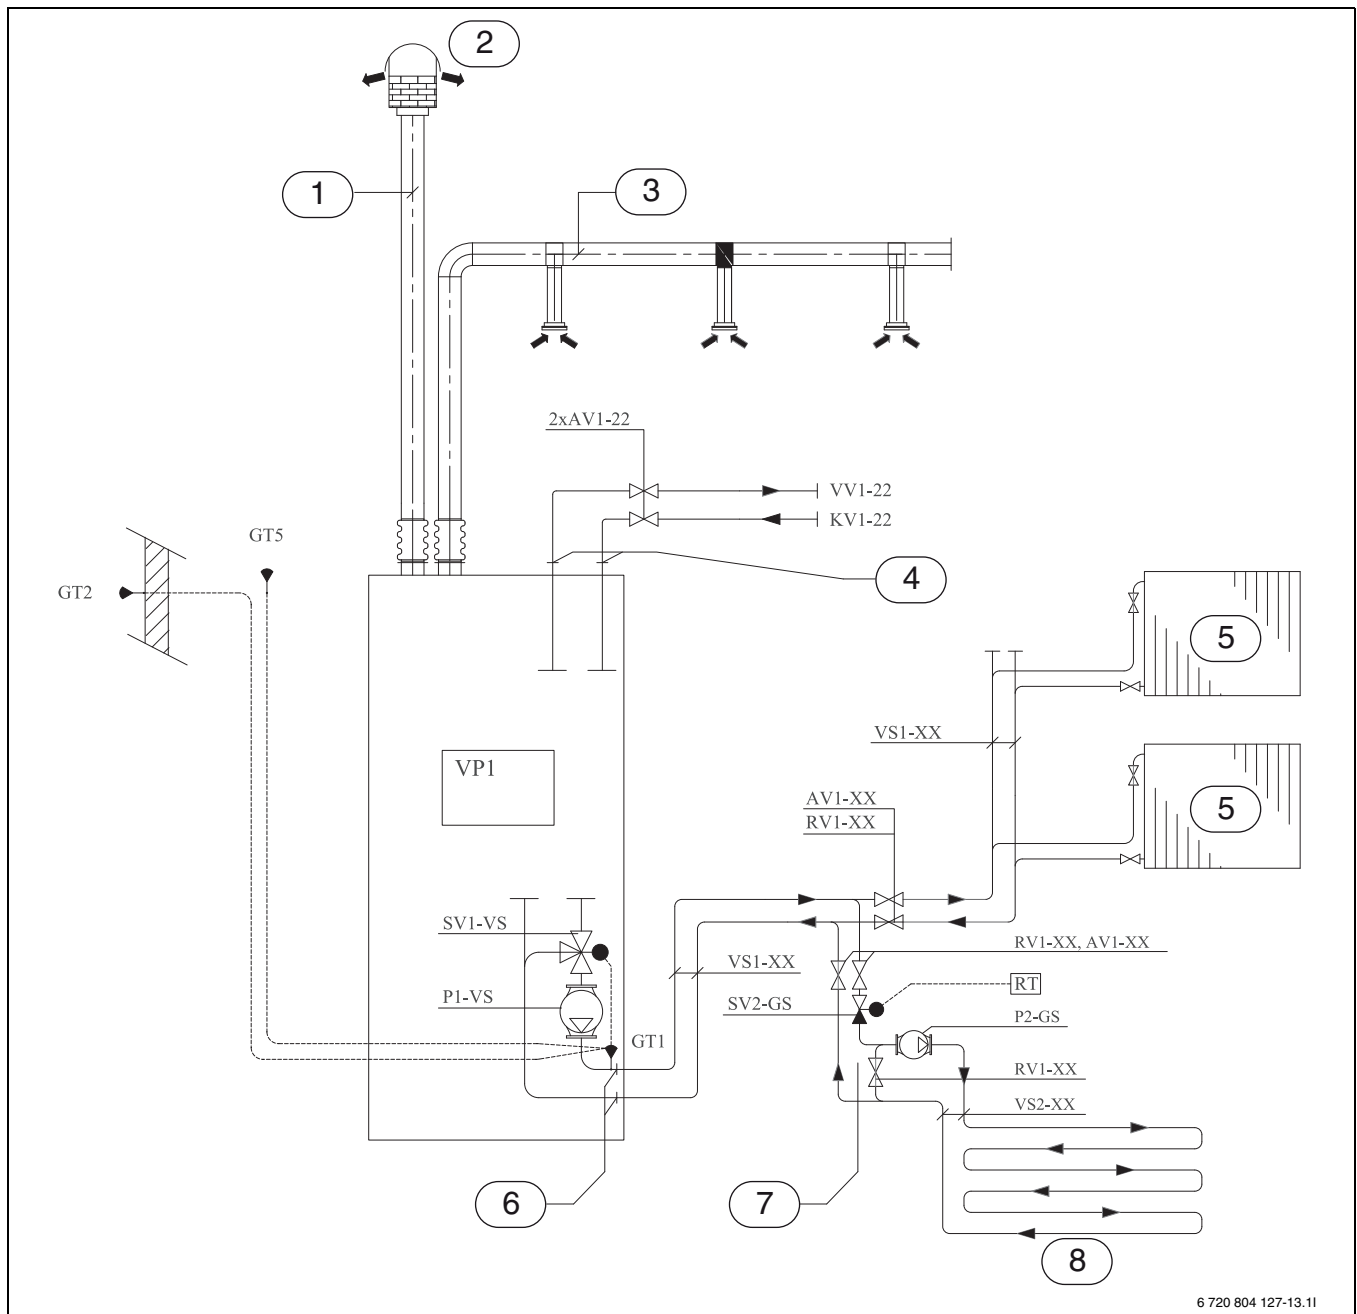 2
1
3
2xAV1-22
VV1-22
KV1-22
GT5
GT2
4
5
VS1-XX
VP1
AV1-XX
RV1-XX
5
SV1-VS
VS1-XX
RV1-XX, AV1-XX
P1-VS
SV2-GS
RT
P2-GS
GT1
RV1-XX
VS2-XX
6
7
8
6 720 804 127-13.1I